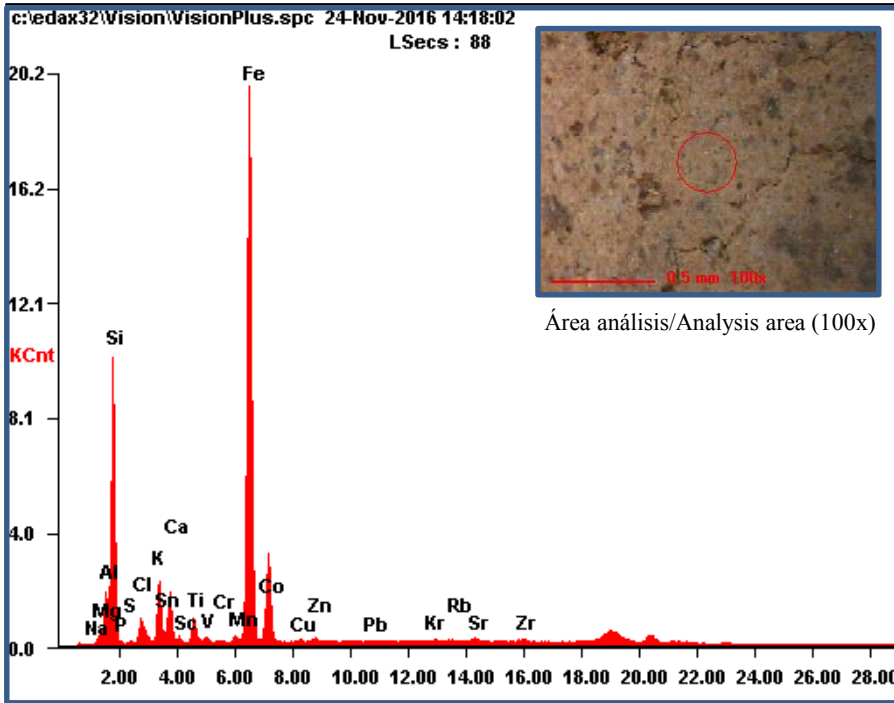 c:\edax32\Vision\VisionPlus.spc 24-Nov-2016 14:18:02
LSecs : 88
20.2
16.2
12.1
KCnt
8.1
4.0
0.0
Fe
Si
Ca
K
Al
Cl
S
Mg
P
Na
Sn
Sc
Ti
V
Cr
Mn
Co
Cu
Zn
Pb
Kr
Rb
Sr
Zr
0.5 mm 100x
Área análisis/Analysis area (100x)
2.00 4.00 6.00 8.00 10.00 12.00 14.00 16.00 18.00 20.00 22.00 24.00 26.00 28.00